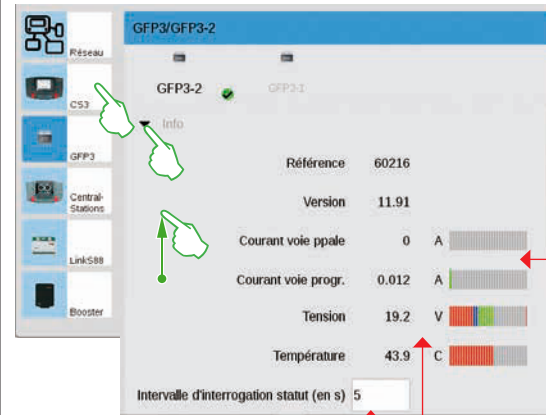 GFP3/GFP3-2
Réseau
CS3
GFP3
Central-
Stations
LinkS88
Booster
GFP3-2
GFP3-1
Info
Référence 60216
Version 11.91
Courant voie ppale 0 A
Courant voie progr. 0.012 A
Tension 19.2 V
Température 43.9 C
Intervalle d'interrogation statut (en s) 5